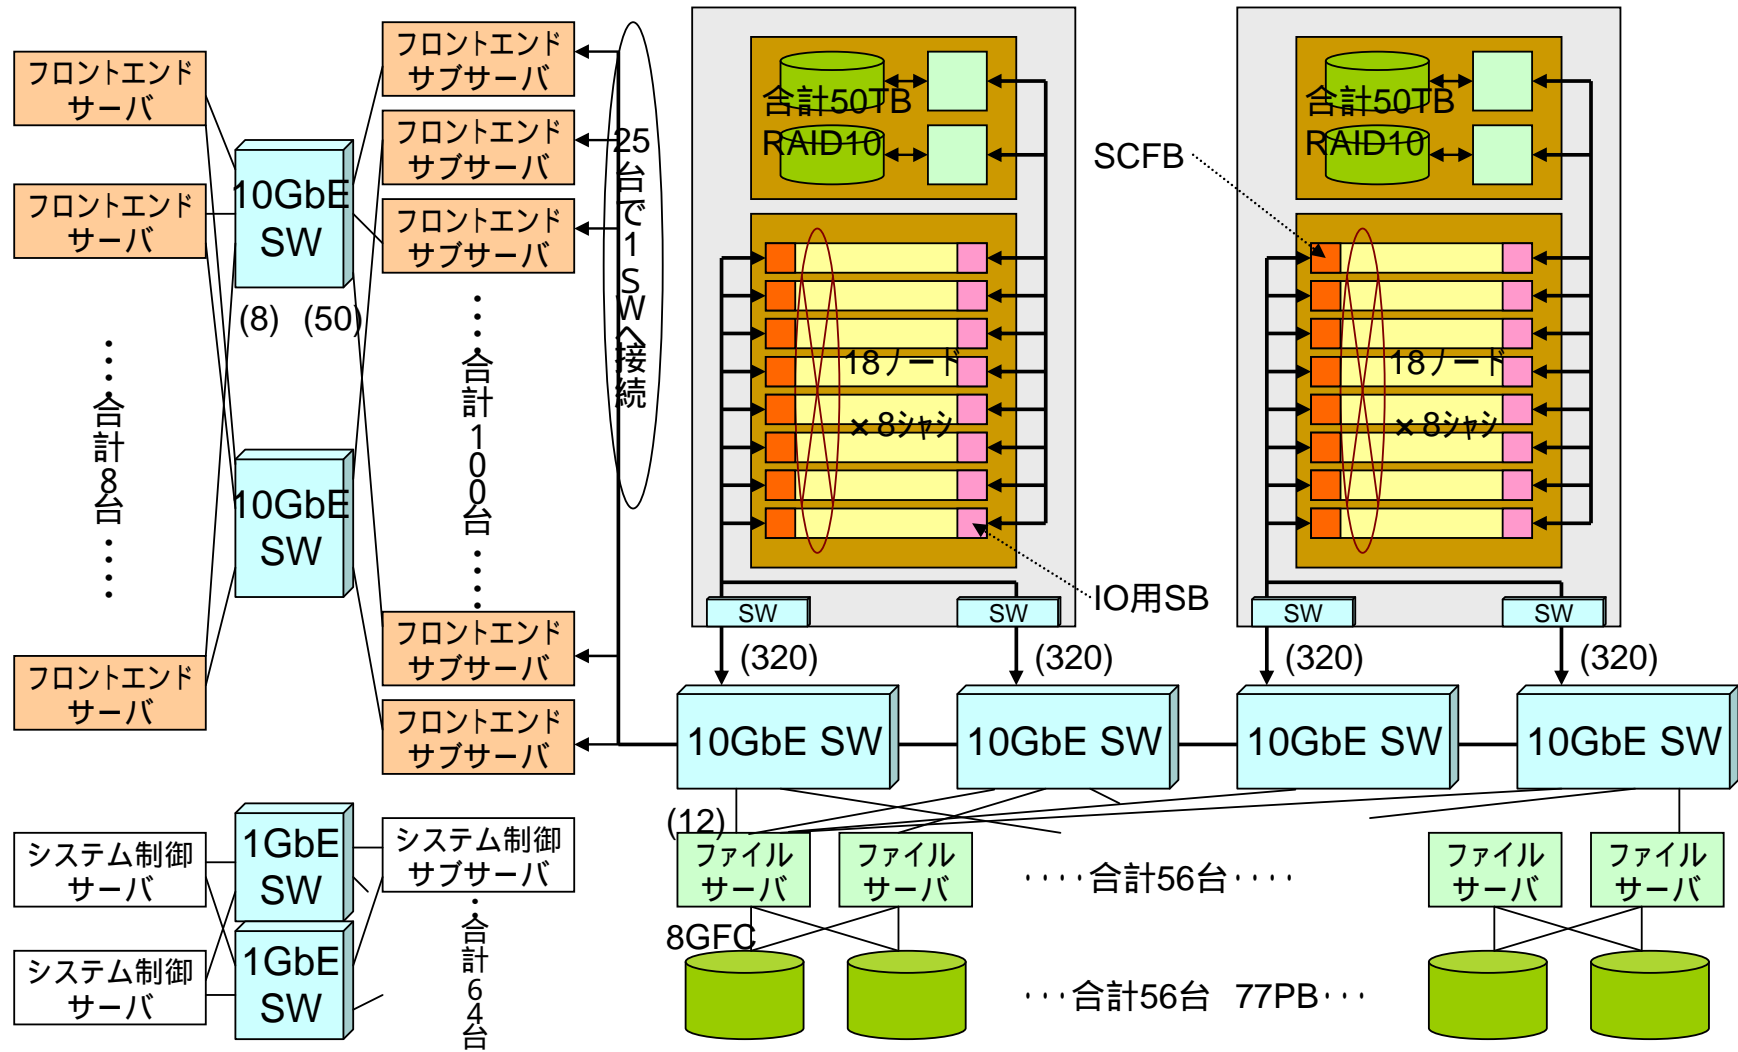 フロントエンド
サーバ
フロントエンド
サーバ
・・・・合計8台・・・・
フロントエンド
サーバ
10GbE
SW
(8)
(50)
10GbE
SW
フロントエンド
サブサーバ
フロントエンド
サブサーバ
フロントエンド
サブサーバ
・・・・合計100台・・・・
フロントエンド
サブサーバ
フロントエンド
サブサーバ
25台で1SWへ接続
合計50TB
RAID10
18ノード
×8シャシ
SW
SW
(320)
(320)
SCFB
IO用SB
合計50TB
RAID10
18ノード
×8シャシ
SW
SW
(320)
(320)
10GbE SW
10GbE SW
10GbE SW
10GbE SW
(12)
ファイル
サーバ
ファイル
サーバ
・・・・合計56台・・・・
ファイル
サーバ
ファイル
サーバ
8GFC
・・・合計56台 77PB・・・
システム制御
サーバ
システム制御
サーバ
1GbE
SW
1GbE
SW
システム制御
サブサーバ
・・合計64台